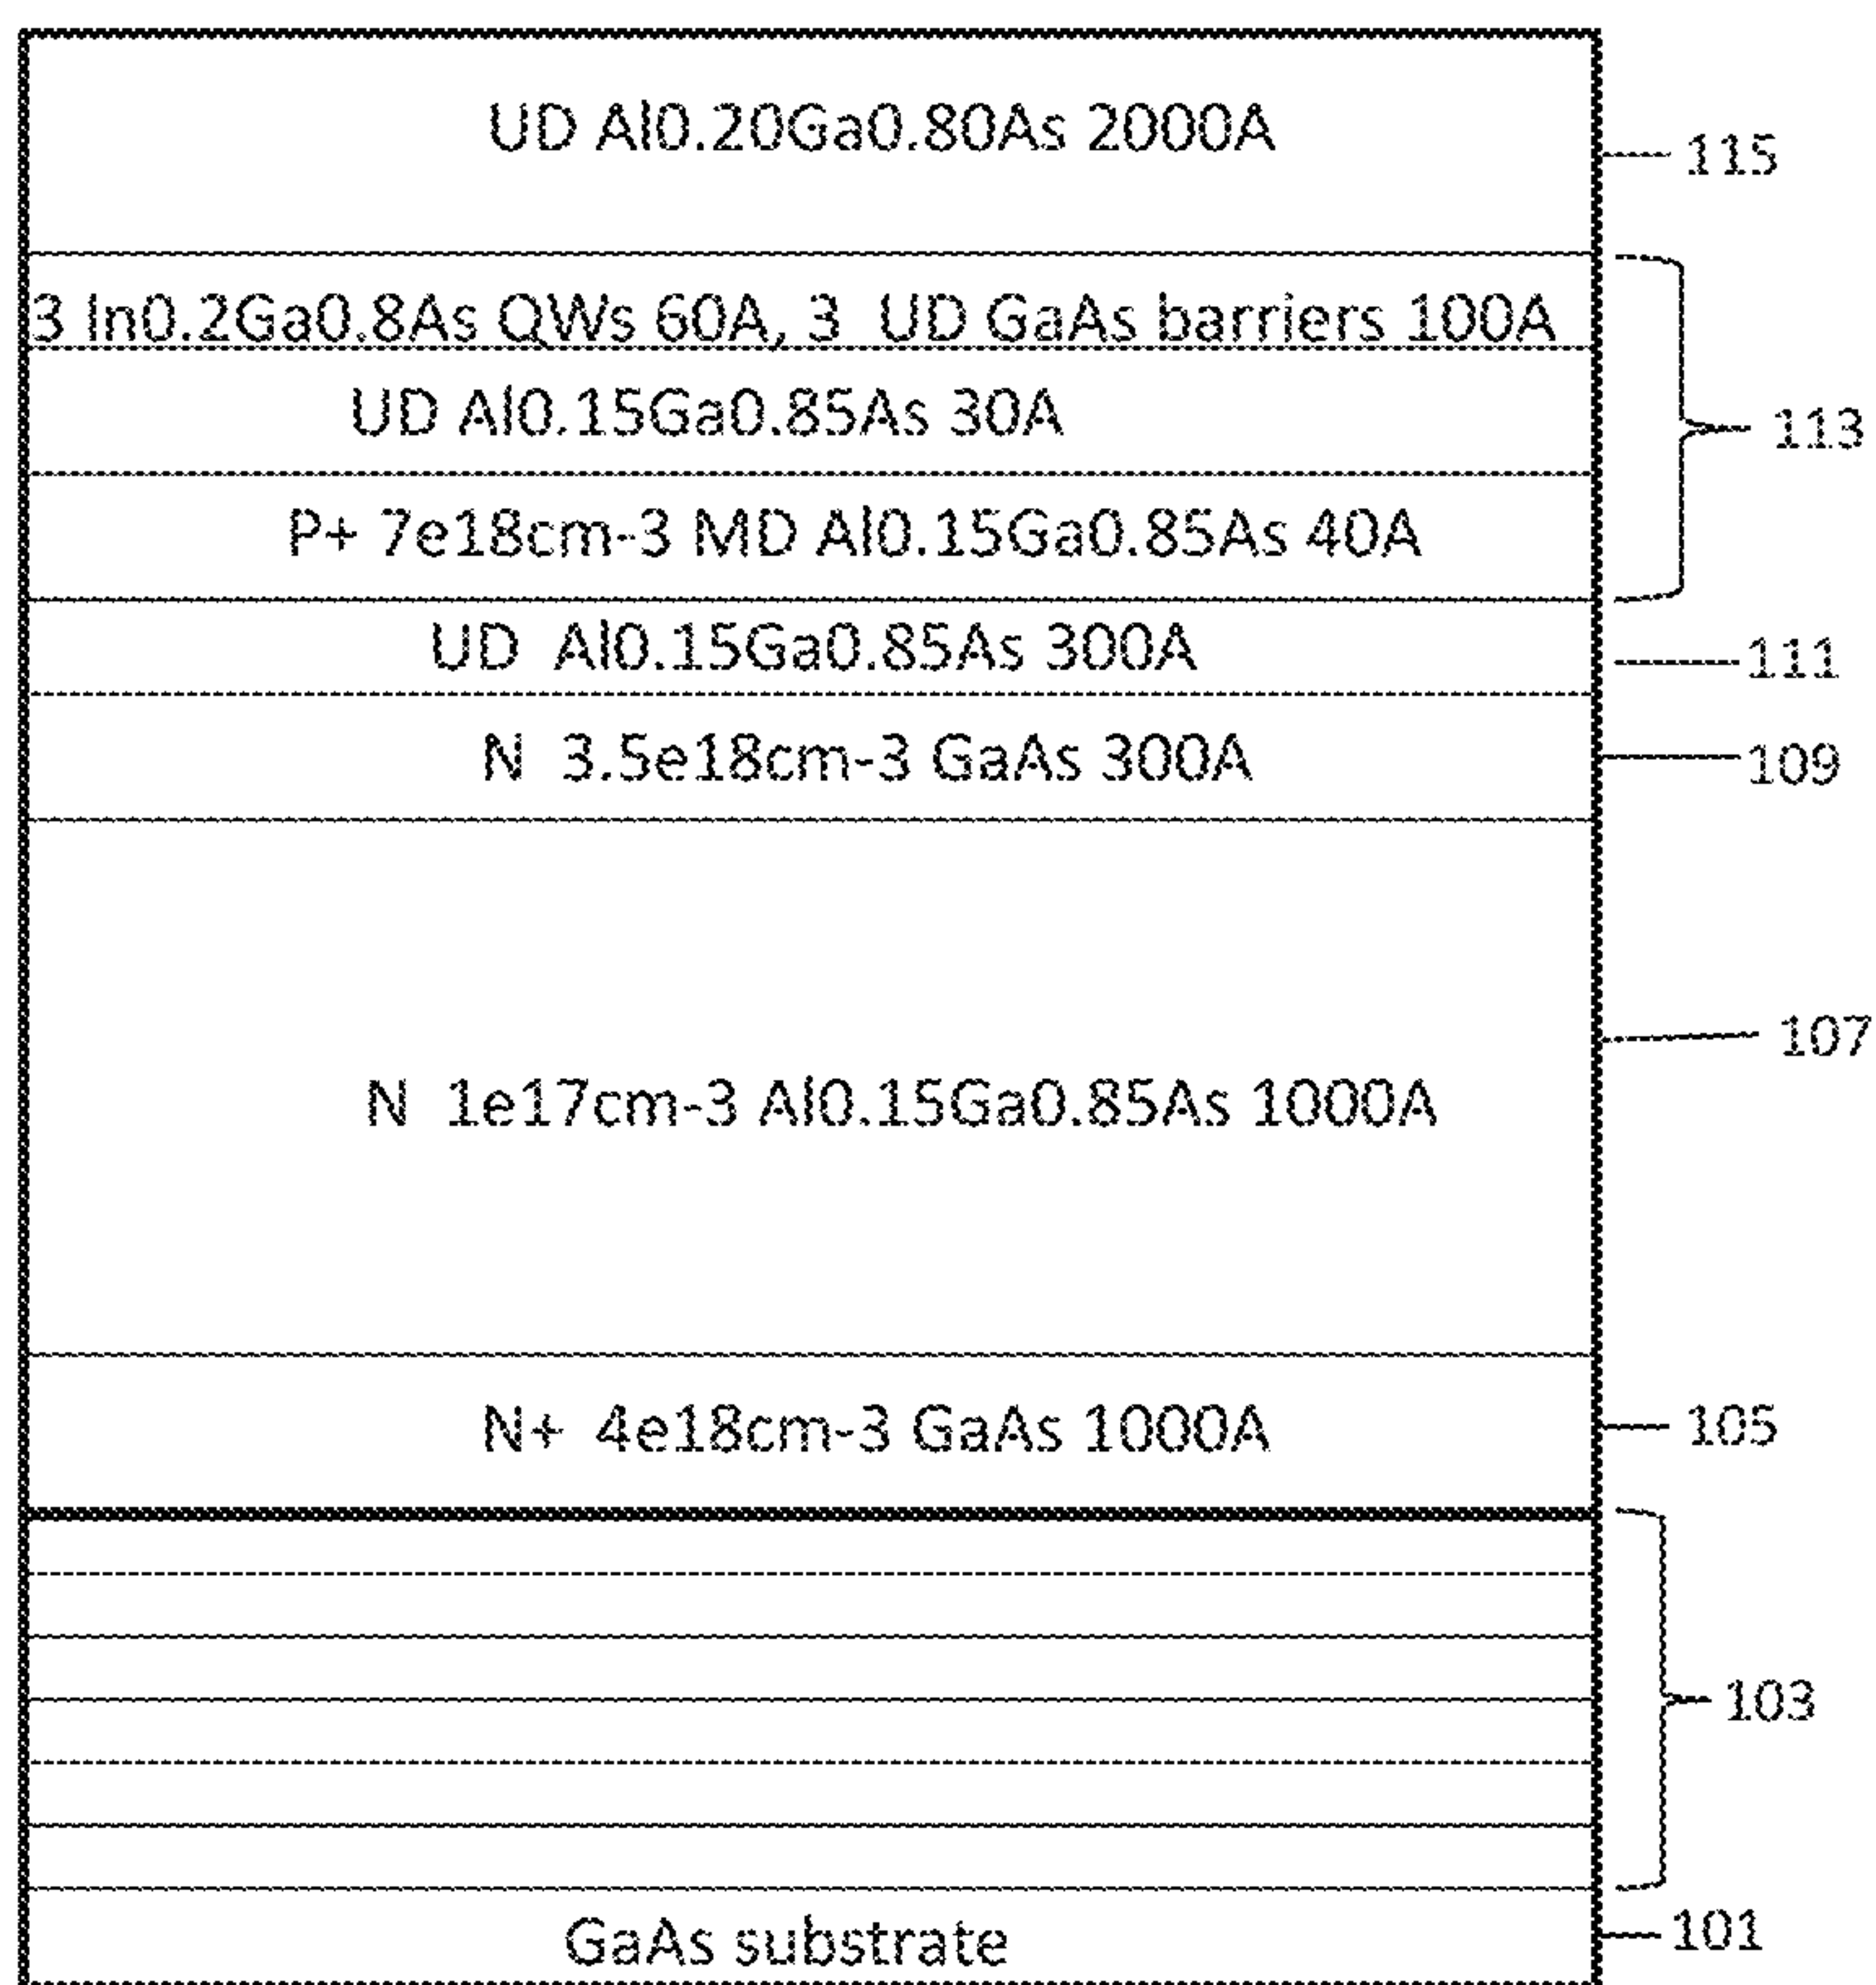 UD Al0.20Ga0.80As 2000A
115
3 In0.2Ga0.8As QWs 60A, 3 UD GaAs barriers 100A
UD Al0.15Ga0.85As 30A
113
P+ 7e18cm-3 MD Al0.15Ga0.85As 40A
UD Al0.15Ga0.85As 300A
111
N 3.5e18cm-3 GaAs 300A
109
107
N 1e17cm-3 Al0.15Ga0.85As 1000A
N+ 4e18cm-3 GaAs 1000A
105
103
GaAs substrate
101